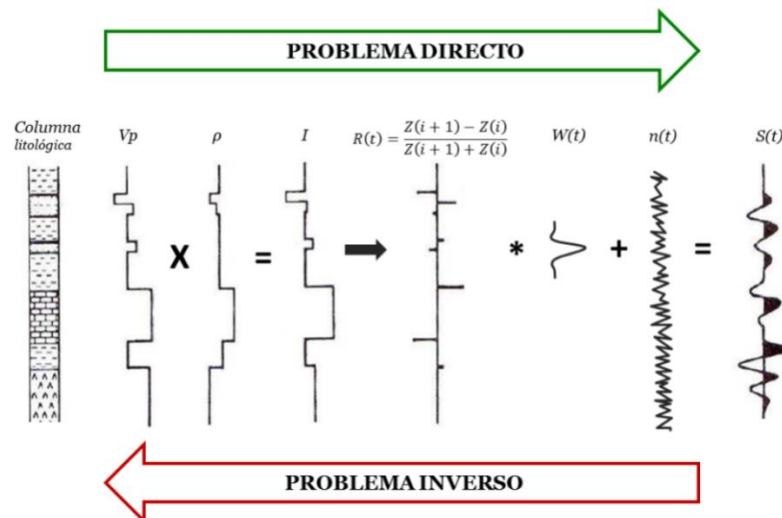 PROBLEMA DIRECTO
Columna
litológica
Vp
ρ
I
R(t) = Z(i + 1) − Z(i) / Z(i + 1) + Z(i)
W(t)
n(t)
S(t)
X
=
*
+
=
PROBLEMA INVERSO